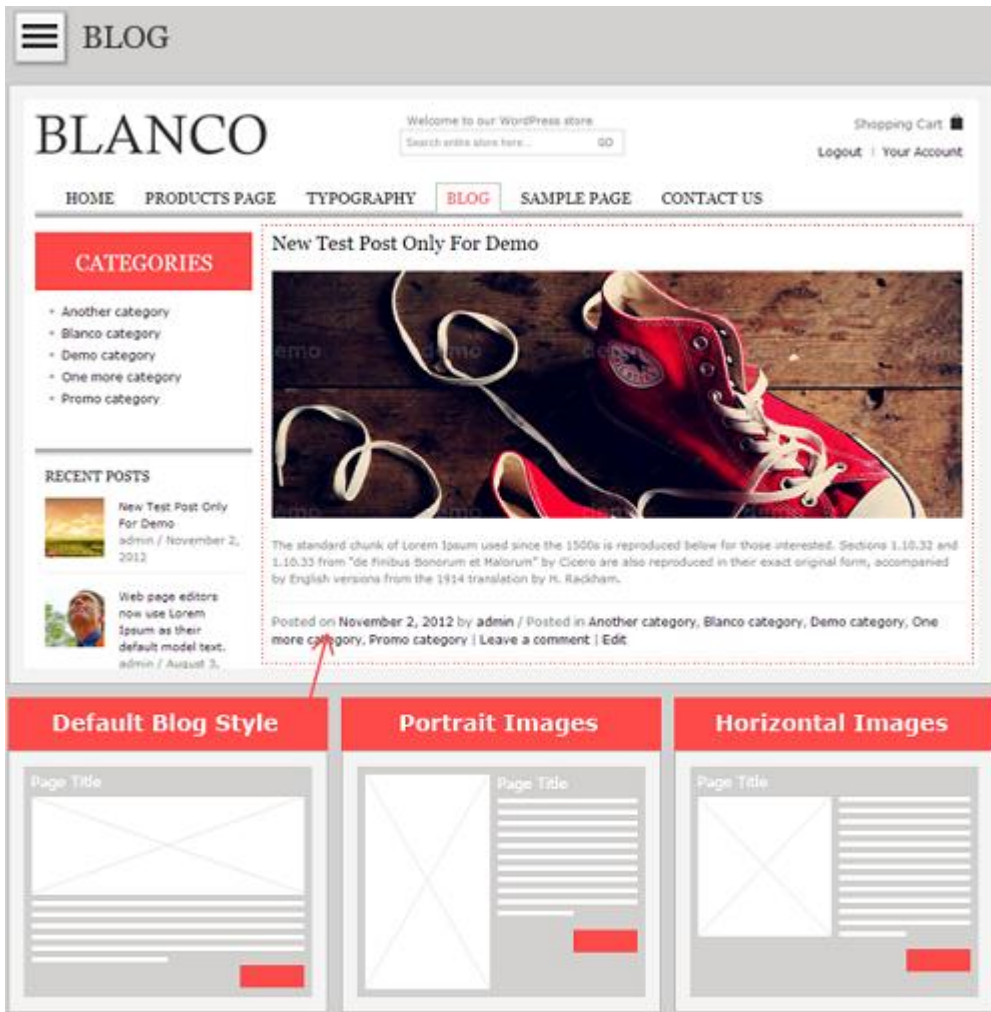 BLOG
BLANCO
Welcome to our WordPress store
Search entire store here...
GO
Shopping Cart
Logout | Your Account
HOME
PRODUCTS PAGE
TYPOGRAPHY
BLOG
SAMPLE PAGE
CONTACT US
CATEGORIES
Another category
Blanco category
Demo category
One more category
Promo category
RECENT POSTS
New Test Post Only
For Demo
admin / November 2,
2012
Web page editors
now use Lorem
Ipsum as their
default model text.
admin / August 3,
New Test Post Only For Demo
demo
demo
demo
demo
The standard chunk of Lorem Ipsum used since the 1500s is reproduced below for those interested. Sections 1.10.32 and
1.10.33 from "de Finibus Bonorum et Malorum" by Cicero are also reproduced in their exact original form, accompanied
by English versions from the 1914 translation by H. Rackham.
Posted on November 2, 2012 by admin / Posted in Another category, Blanco category, Demo category, One
more category, Promo category | Leave a comment | Edit
Default Blog Style
Page Title
Portrait Images
Page Title
Horizontal Images
Page Title